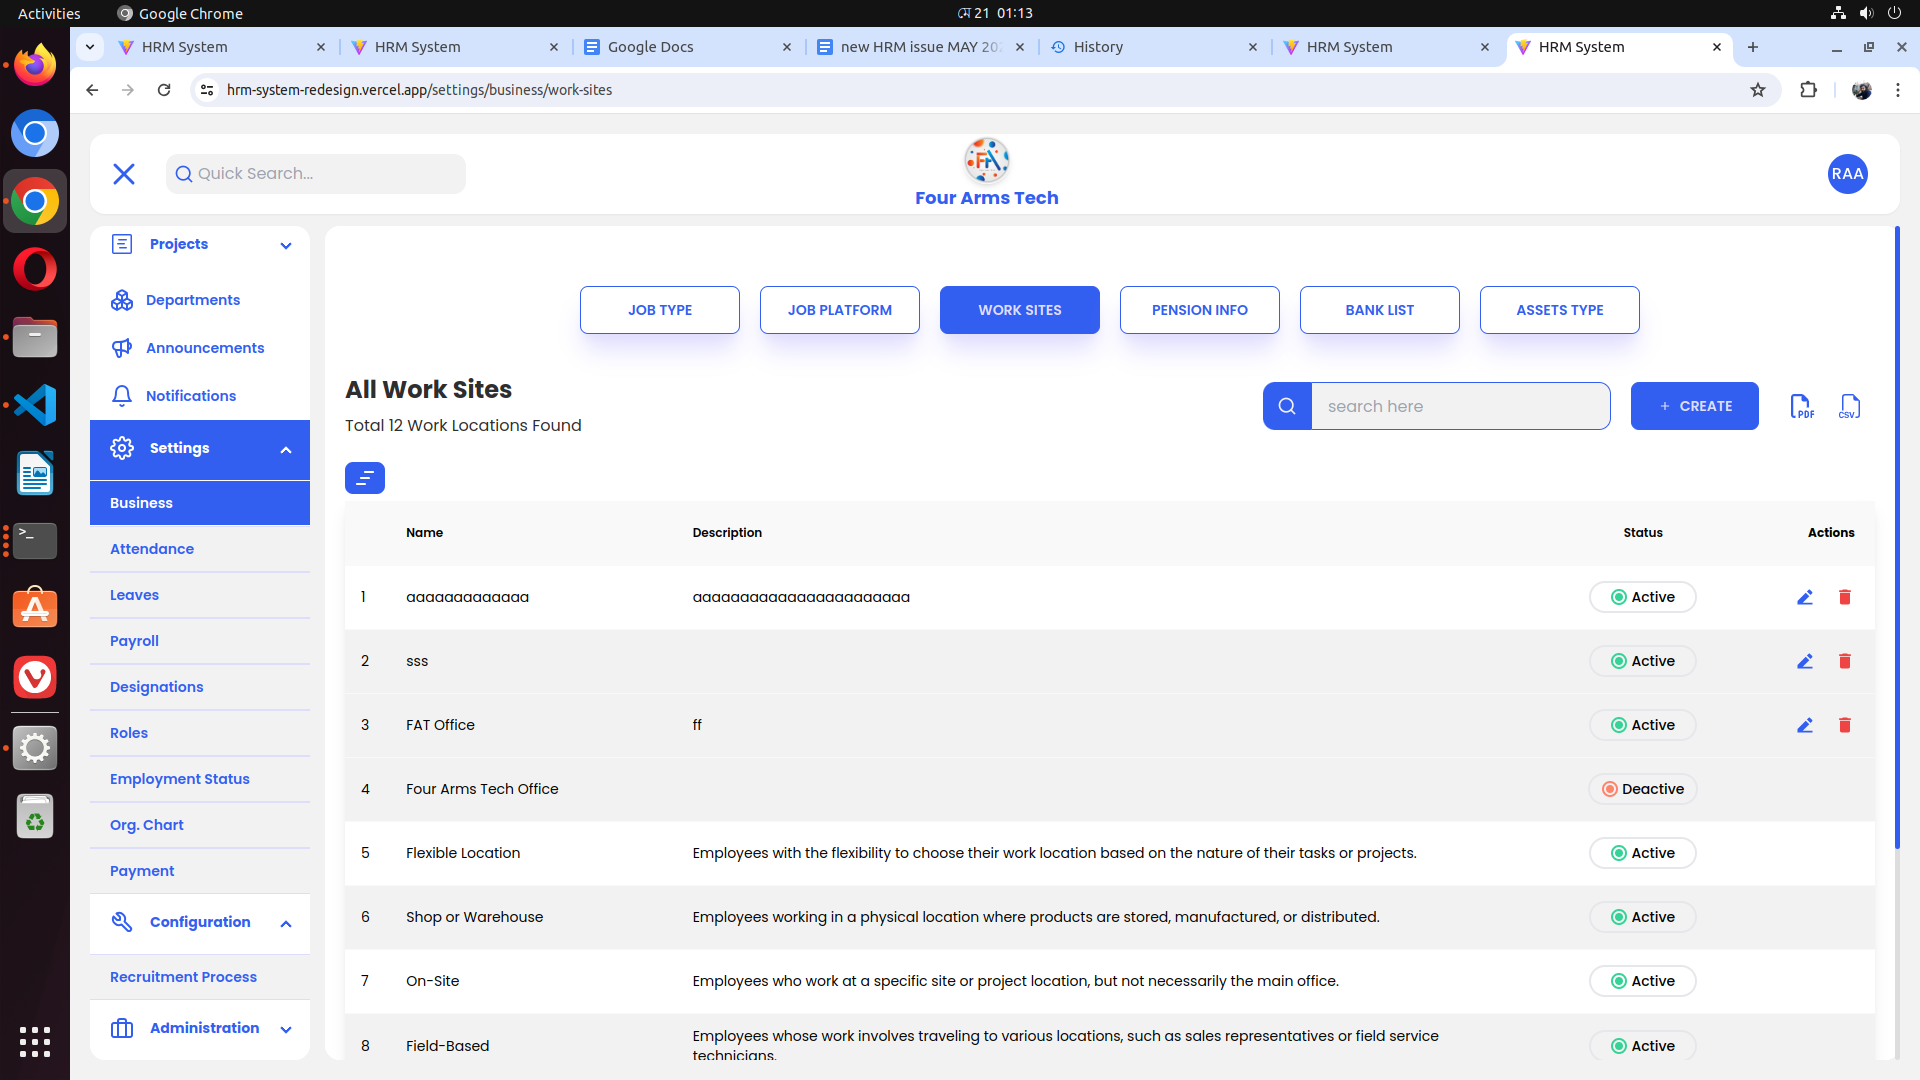 Activities
Google Chrome
মে 21 01:13
HRM System
HRM System
Google Docs
new HRM issue MAY 202
History
HRM System
HRM System
hrm-system-redesign.vercel.app/settings/business/work-sites
Quick Search...
FA
Four Arms Tech
RAA
Projects
Departments
Announcements
Notifications
Settings
Business
Attendance
Leaves
Payroll
Designations
Roles
Employment Status
Org. Chart
Payment
Configuration
Recruitment Process
Administration
JOB TYPE
JOB PLATFORM
WORK SITES
PENSION INFO
BANK LIST
ASSETS TYPE
All Work Sites
Total 12 Work Locations Found
search here
+ CREATE
PDF
CSV
Name Description Status Actions
1 aaaaaaaaaaaaa aaaaaaaaaaaaaaaaaaaaaaa Active
2 sss Active
3 FAT Office ff Active
4 Four Arms Tech Office Deactive
5 Flexible Location Employees with the flexibility to choose their work location based on the nature of their tasks or projects. Active
6 Shop or Warehouse Employees working in a physical location where products are stored, manufactured, or distributed. Active
7 On-Site Employees who work at a specific site or project location, but not necessarily the main office. Active
8 Field-Based Employees whose work involves traveling to various locations, such as sales representatives or field service
technicians. Active